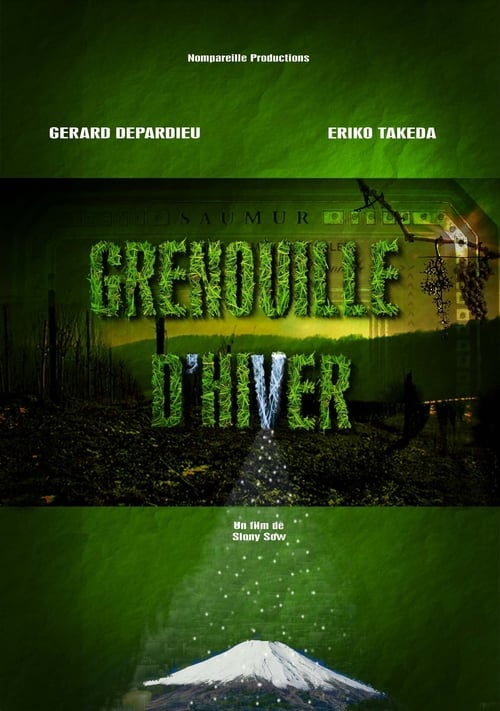 Nompareille Productions
GERARD DEPARDIEU
ERIKO TAKEDA
SAUMUR
GRENOUILLE
D'HIVER
Un film de
Slony Sow